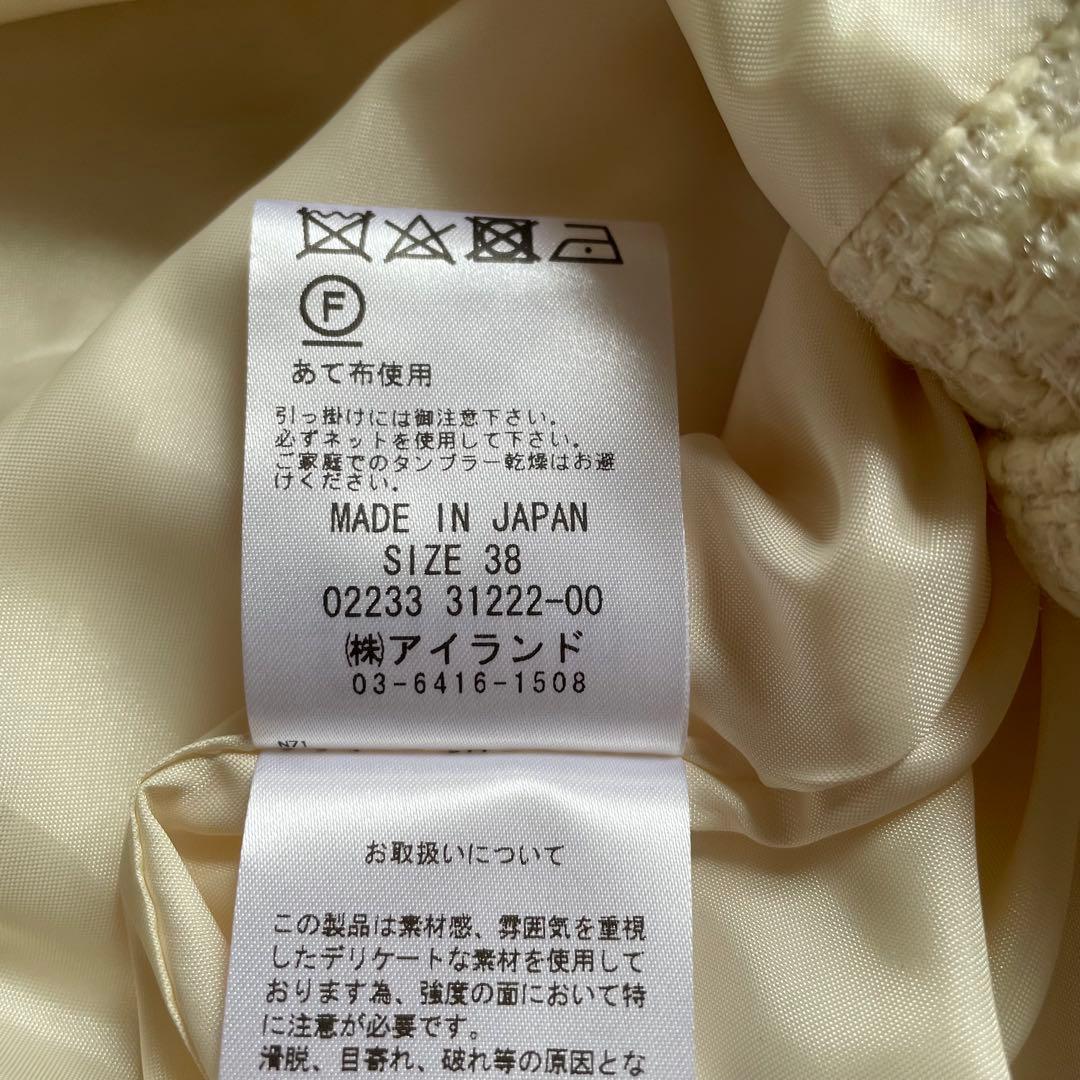 F
あて布使用
引っ掛けには御注意下さい。
必ずネットを使用して下さい。
ご家庭でのタンブラー乾燥はお避
けください。
MADE IN JAPAN
SIZE 38
02233 31222-00
㈱アイランド
03-6416-1508
N71
お取扱いについて
この製品は素材感、雰囲気を重視
したデリケートな素材を使用して
おります為、強度の面において特
に注意が必要です。
滑脱、目寄れ、破れ等の原因とな